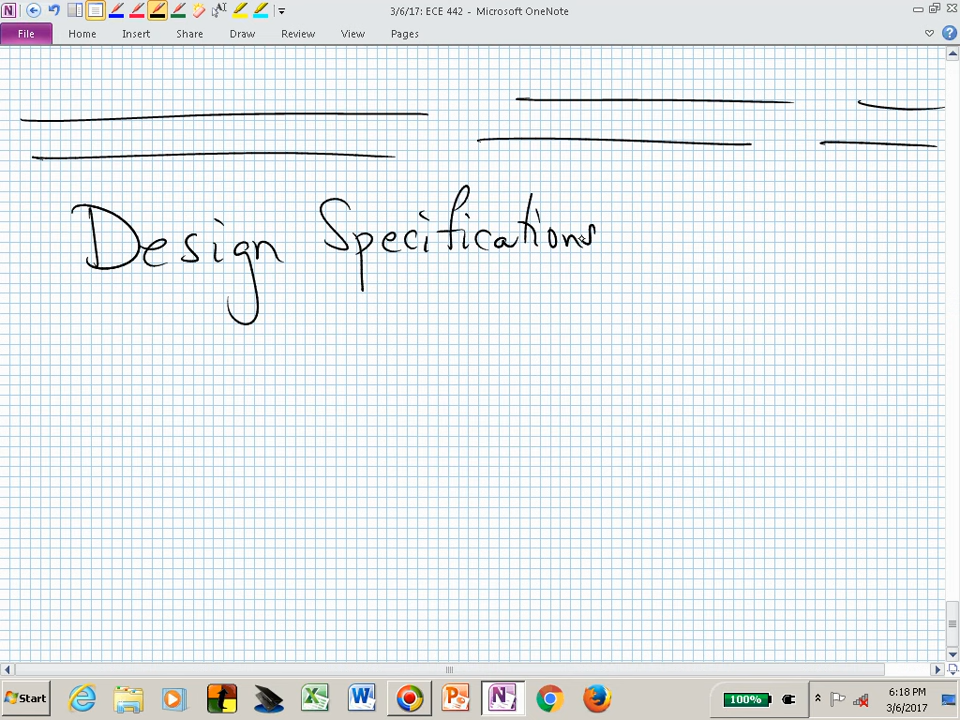 3/6/17: ECE 442 - Microsoft OneNote
File Home Insert Share Draw Review View Pages
Design Specifications
100% 6:18 PM
3/6/2017
Start